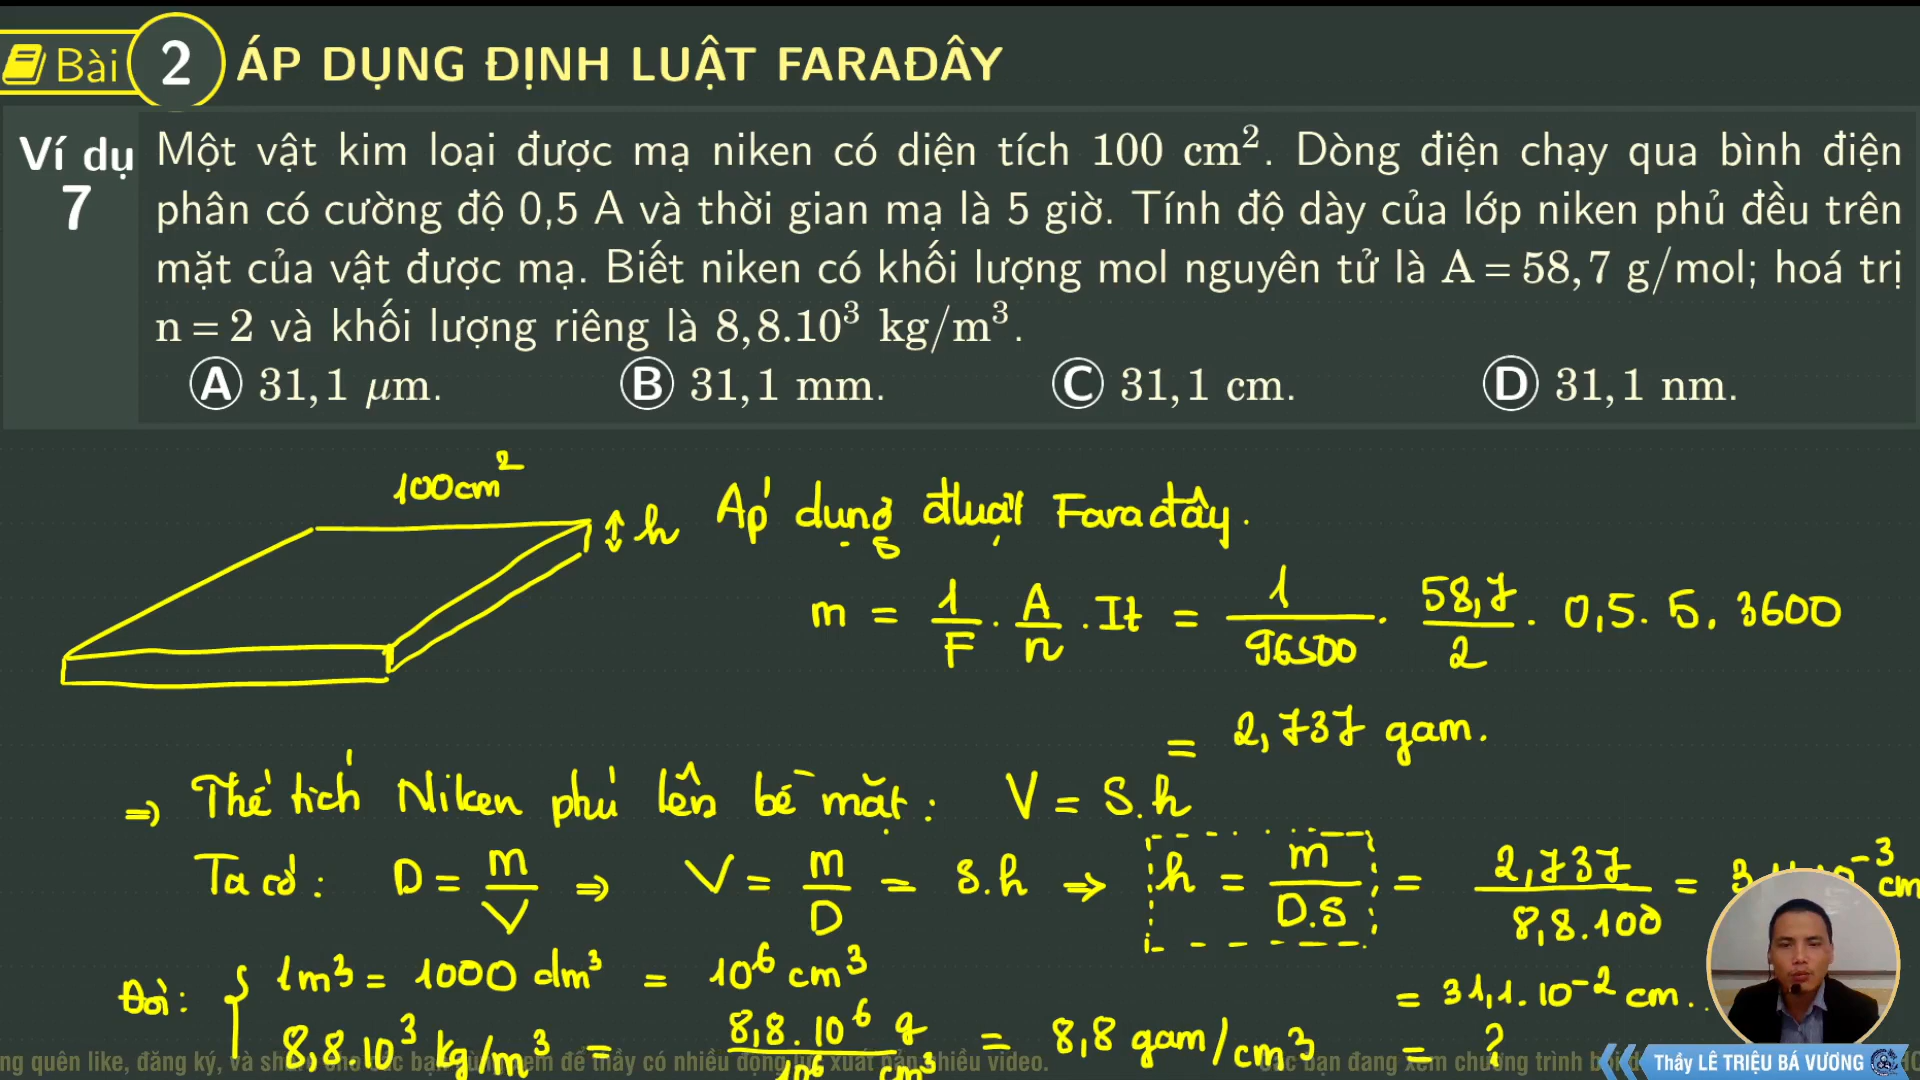 Bài 2 ÁP DỤNG ĐỊNH LUẬT FARAĐÂY
Ví dụ 7
Một vật kim loại được mạ niken có diện tích 100 cm². Dòng điện chạy qua bình điện
phân có cường độ 0,5 A và thời gian mạ là 5 giờ. Tính độ dày của lớp niken phủ đều trên
mặt của vật được mạ. Biết niken có khối lượng mol nguyên tử là A = 58,7 g/mol; hoá trị
n = 2 và khối lượng riêng là 8,8.10³ kg/m³.
A 31,1 μm. B 31,1 mm. C 31,1 cm. D 31,1 nm.
100cm²
h
Áp dụng đluật Farađây.
m = 1/F . A/n . It = 1/96500 . 58,7/2 . 0,5. 5. 3600
= 2,737 gam.
⇒ Thể tích Niken phủ lên bề mặt: V = S.h
Ta có: D = m/V ⇒ V = m/D = S.h ⇒ h = m/D.S = 2,737/8,8.100 =
Đổi: { 1m³ = 1000 dm³ = 10⁶ cm³
= 31,1.10⁻² cm.
8,8.10³ kg/m³ = 8,8.10⁶ g/10⁶ cm³ = 8,8 gam/cm³
= ?
Thầy LÊ TRIỆU BÁ VƯƠNG